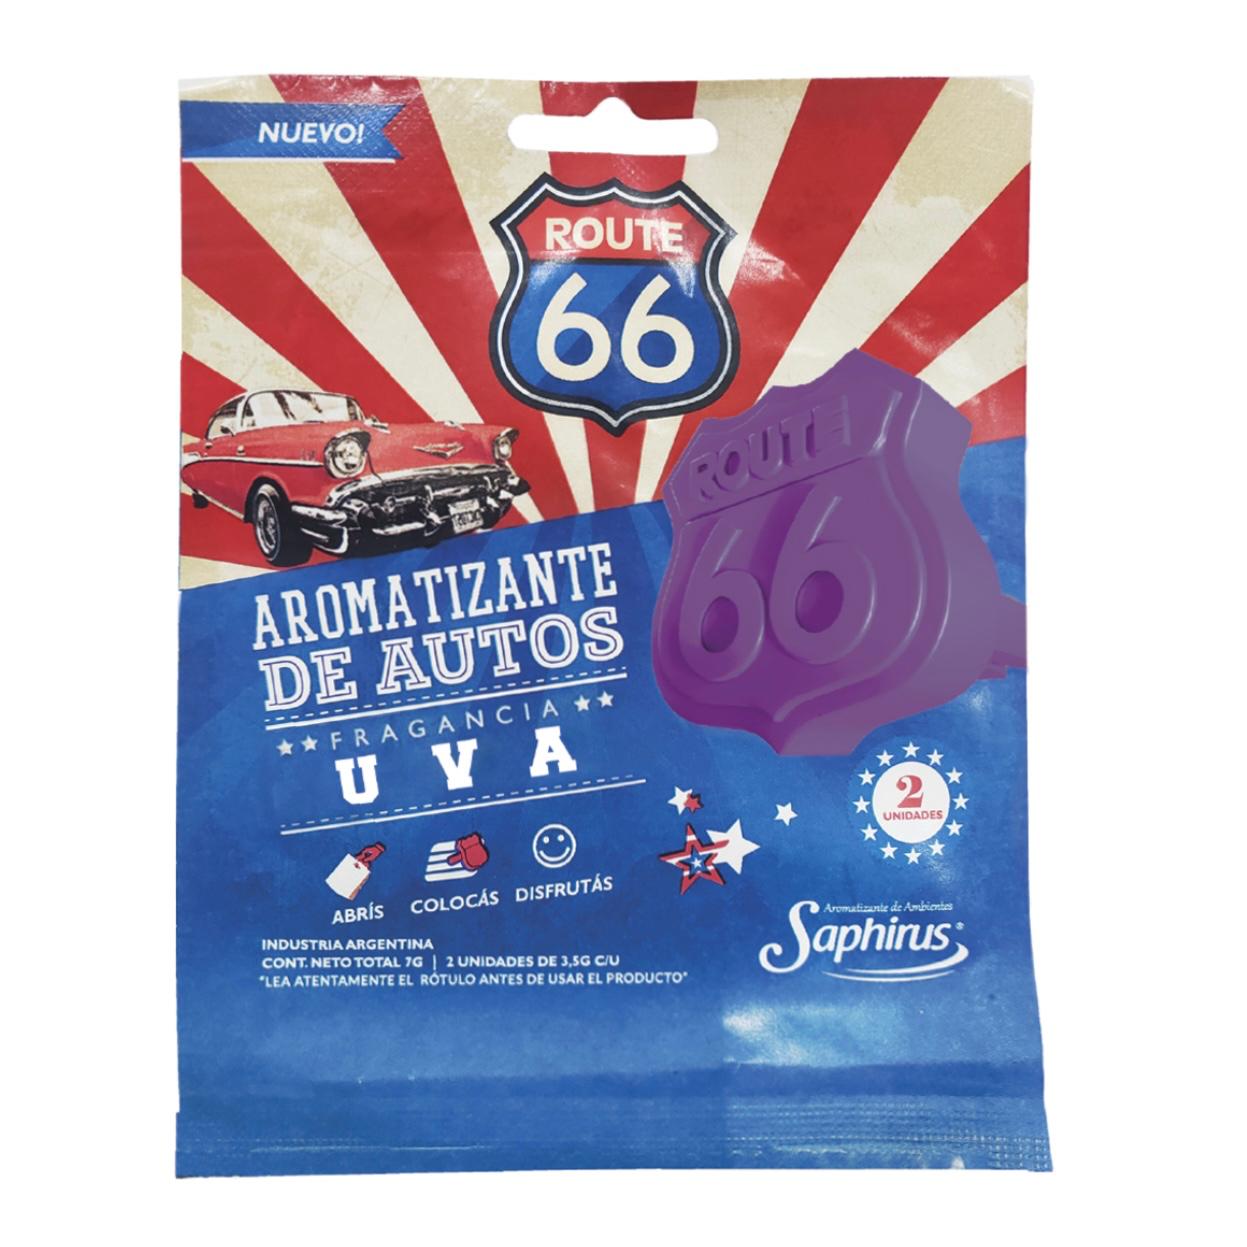 NUEVO!
ROUTE
66
ROUTE
66
AROMATIZANTE
DE AUTOS
FRAGANCIA
UVA
2
UNIDADES
ABRÍS
COLOCÁS
DISFRUTÁS
Aromatizante de Ambientes
Saphirus®
INDUSTRIA ARGENTINA
CONT. NETO TOTAL 7G | 2 UNIDADES DE 3,5G C/U
"LEA ATENTAMENTE EL RÓTULO ANTES DE USAR EL PRODUCTO"